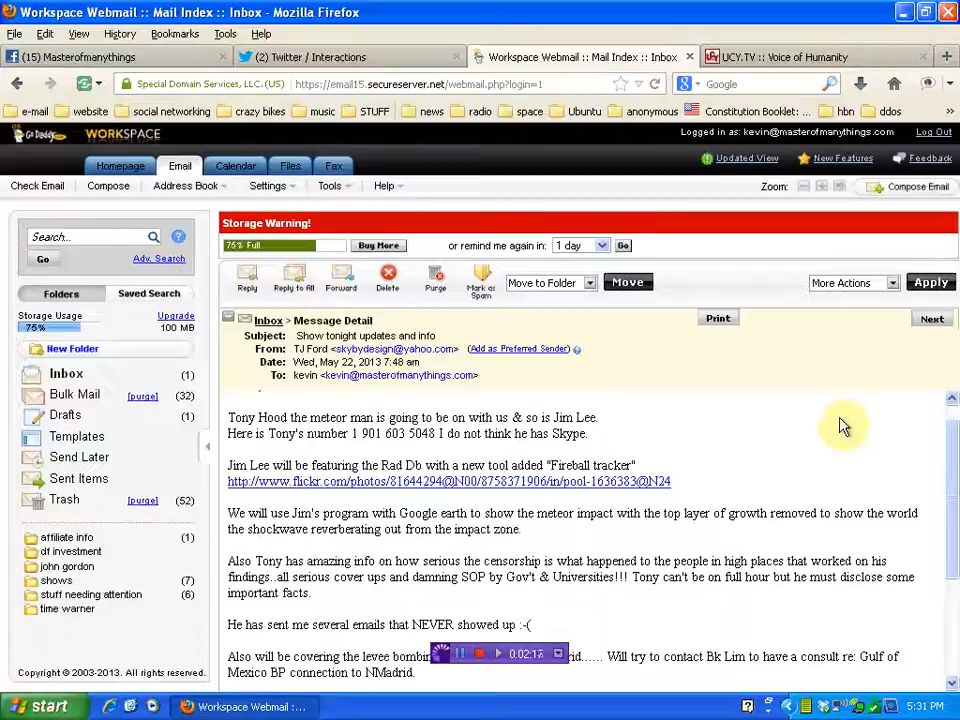 Workspace Webmail :: Mail Index :: Inbox - Mozilla Firefox
File Edit View History Bookmarks Tools Help
(15) Masterofmanythings
(2) Twitter / Interactions
Workspace Webmail :: Mail Index :: Inbox
UCY.TV :: Voice of Humanity
Special Domain Services, LLC. (US) https://email15.secureserver.net/webmail.php?login=1
Google
e-mail website social networking crazy bikes music STUFF news radio space Ubuntu anonymous Constitution Booklet hbn ddos
Go Daddy WORKSPACE
Logged in as: kevin@masterofmanythings.com Log Out
Homepage Email Calendar Files Fax
Updated View New Features Feedback
Check Email Compose Address Book Settings Tools Help
Zoom: Compose Email
Search...
Go Adv. Search
Folders Saved Search
Storage Usage Upgrade
75% 100 MB
New Folder
Inbox (1)
Bulk Mail [purge] (32)
Drafts (1)
Templates
Send Later
Sent Items
Trash [purge] (52)
affiliate info (1)
df investment
john gordon
shows (7)
stuff needing attention (6)
time warner
Copyright © 2003-2013. All rights reserved.
Storage Warning!
75% Full Buy More or remind me again in: 1 day Go
Reply Reply to All Forward Delete Purge Mark as Spam Move to Folder Move More Actions Apply
Inbox > Message Detail Print Next
Subject: Show tonight updates and info
From: TJ Ford <skybydesign@yahoo.com> (Add as Preferred Sender)
Date: Wed, May 22, 2013 7:48 am
To: kevin <kevin@masterofmanythings.com>
Tony Hood the meteor man is going to be on with us & so is Jim Lee.
Here is Tony's number 1 901 603 5048 I do not think he has Skype.
Jim Lee will be featuring the Rad Db with a new tool added "Fireball tracker"
http://www.flickr.com/photos/81644294@N00/8758371906/in/pool-1636383@N24
We will use Jim's program with Google earth to show the meteor impact with the top layer of growth removed to show the world
the shockwave reverberating out from the impact zone.
Also Tony has amazing info on how serious the censorship is what happened to the people in high places that worked on his
findings..all serious cover ups and damning SOP by Gov't & Universities!!! Tony can't be on full hour but he must disclose some
important facts.
He has sent me several emails that NEVER showed up :-(
Also will be covering the levee bombin rid...... Will try to contact Bk Lim to have a consult re: Gulf of
Mexico BP connection to NMadrid.
start Workspace Webmail :... 5:31 PM